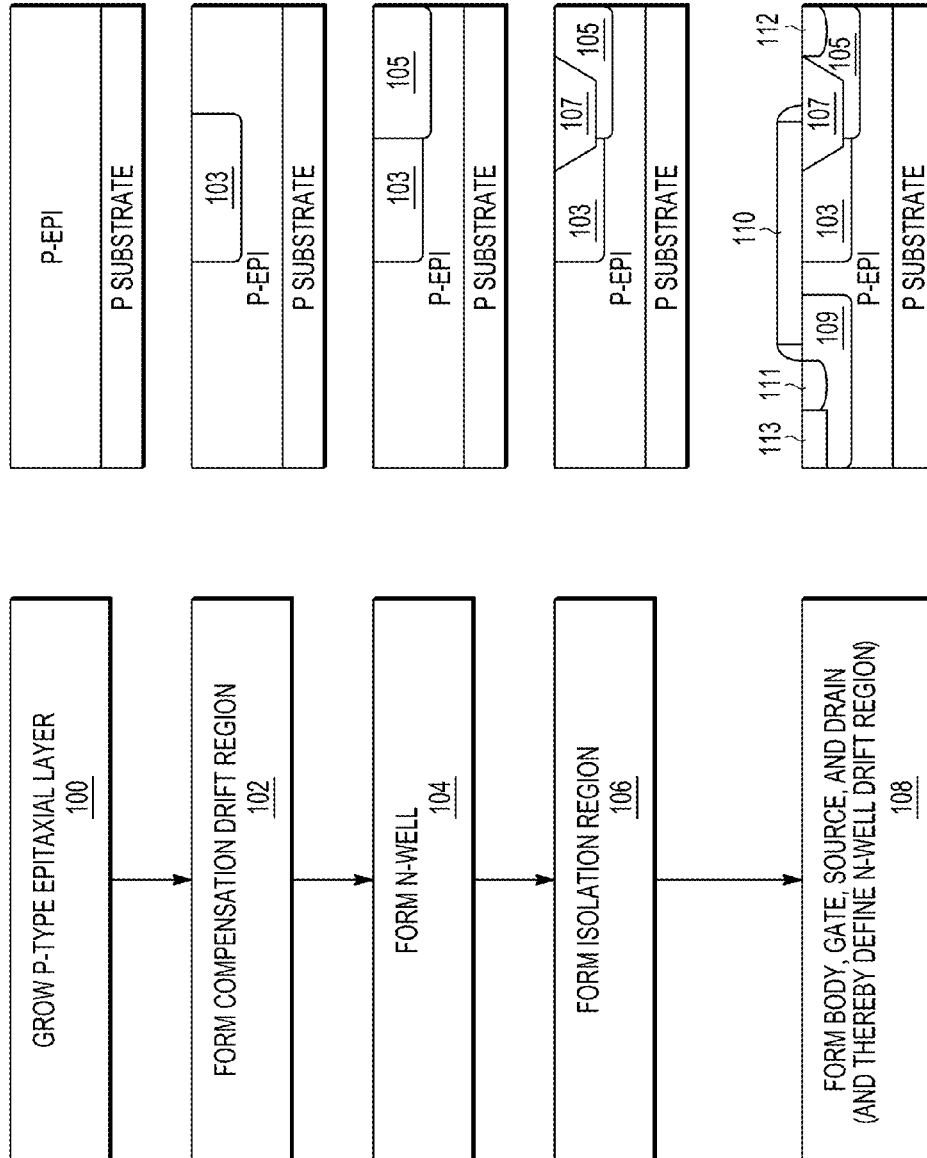 GROW P-TYPE EPITAXIAL LAYER
100
P-EPI
P SUBSTRATE
FORM COMPENSATION DRIFT REGION
102
103
P-EPI
P SUBSTRATE
FORM N-WELL
104
103
105
P-EPI
P SUBSTRATE
FORM ISOLATION REGION
106
103
107
105
P-EPI
P SUBSTRATE
FORM BODY, GATE, SOURCE, AND DRAIN
(AND THEREBY DEFINE N-WELL DRIFT REGION)
108
113
111
110
112
109
103
107
105
P-EPI
P SUBSTRATE